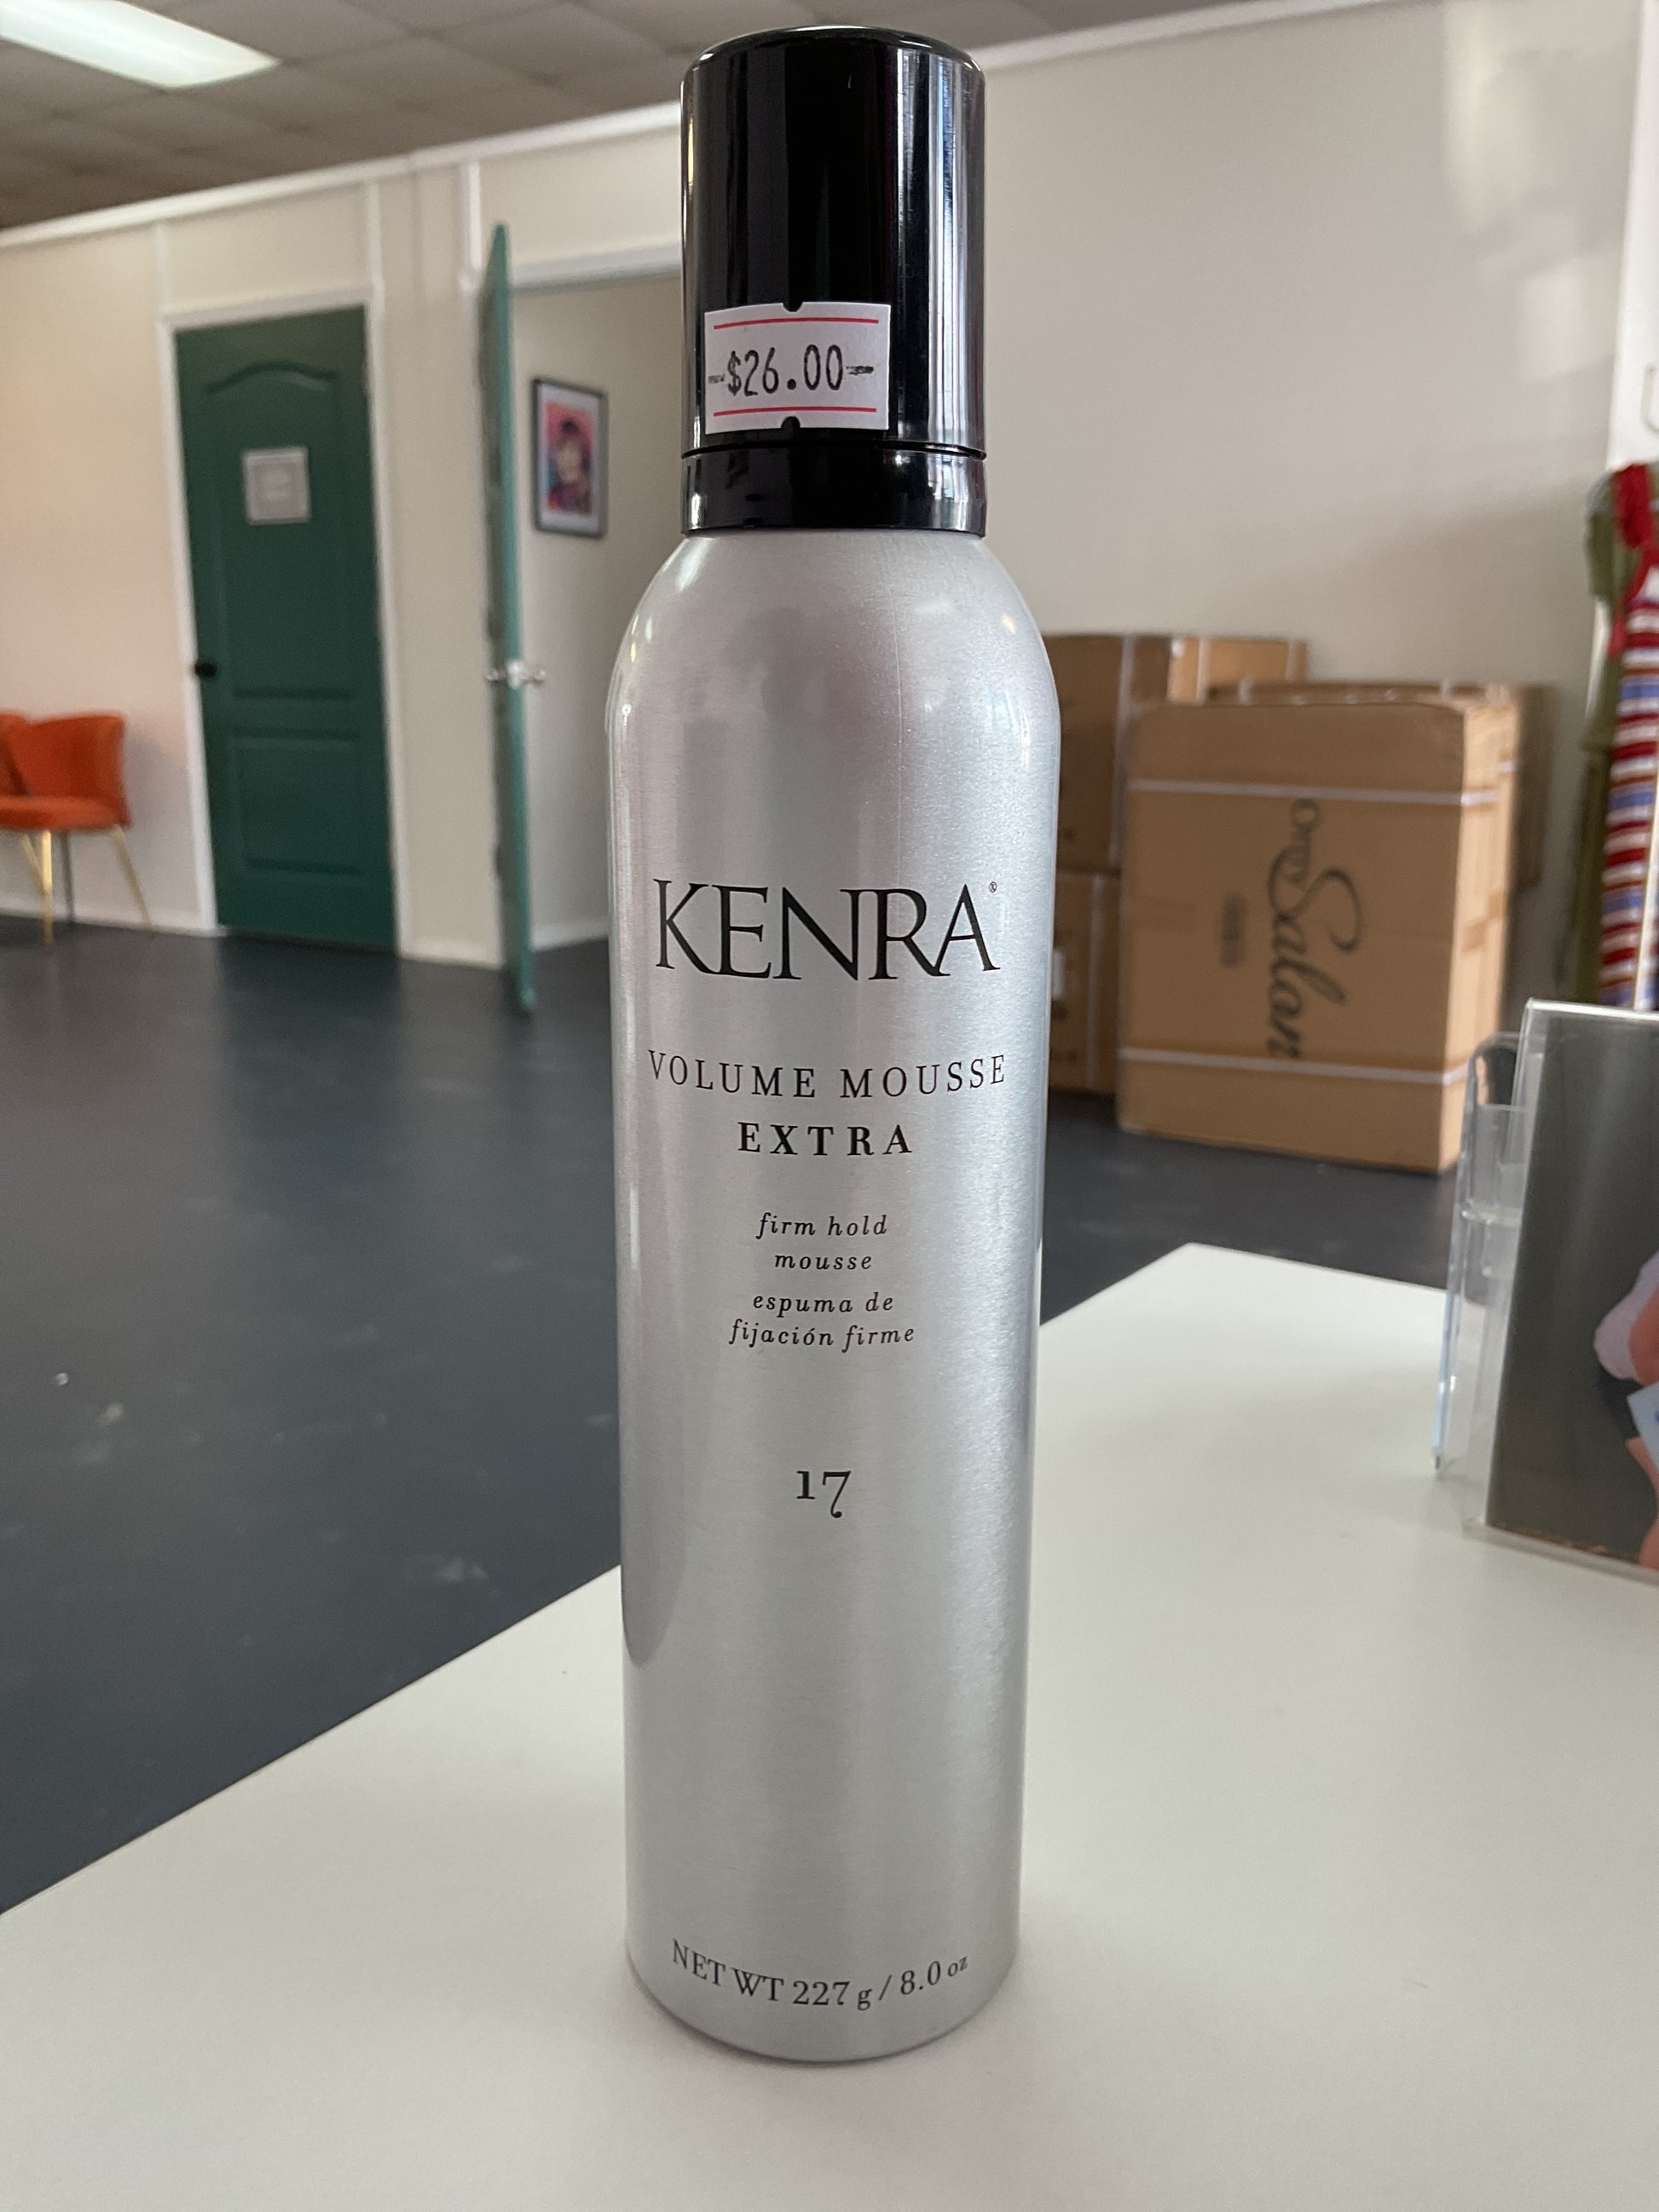 -$26.00-
KENRA®
VOLUME MOUSSE
EXTRA
firm hold
mousse
espuma de
fijación firme
17
NET WT 227 g / 8.0 oz
Salon